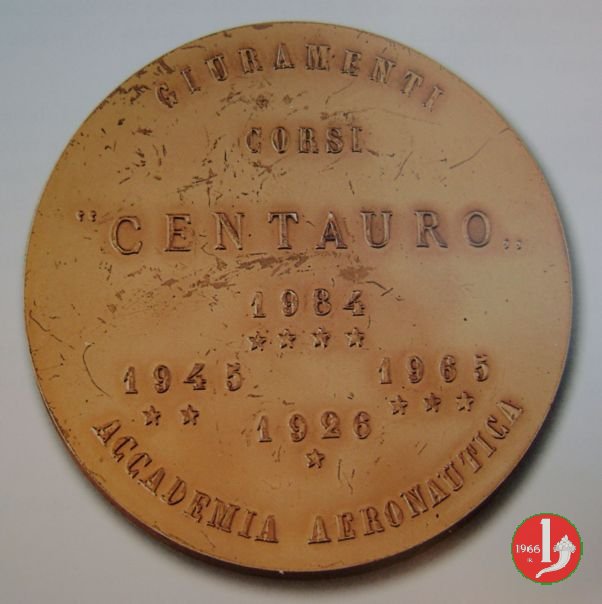 GIURAMENTI
CORSI
"CENTAURO„
1984
★★★★
1945 1965
★★ ★★★
1926
★
ACCADEMIA AERONAUTICA
1966